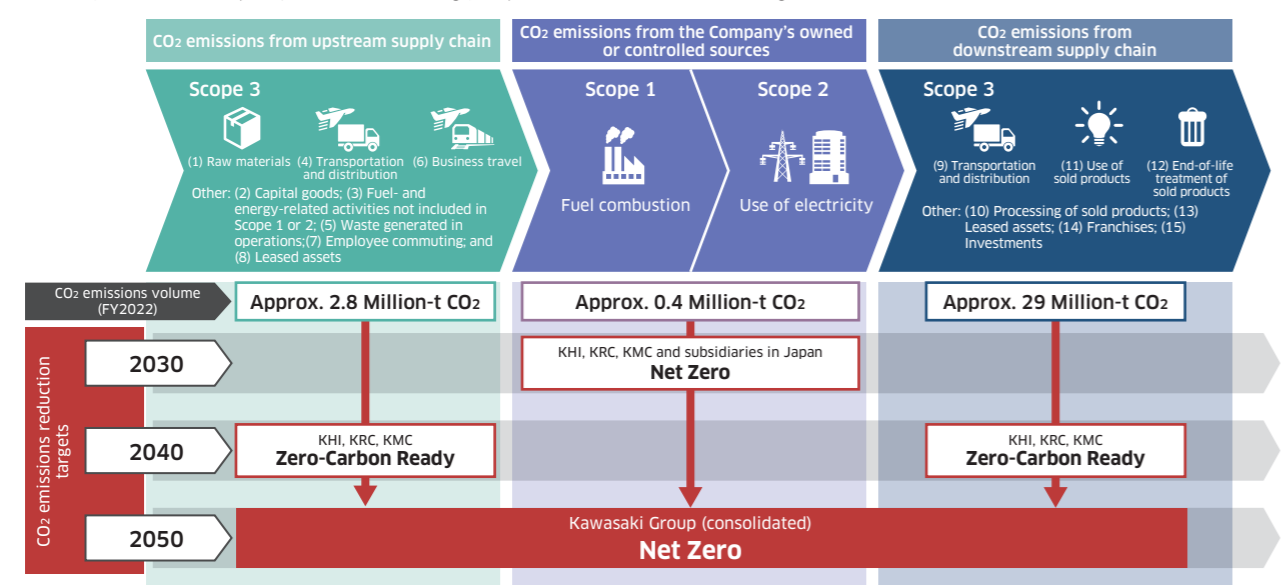 CO2 emissions from upstream supply chain
CO2 emissions from the Company's owned
or controlled sources
CO2 emissions from
downstream supply chain
Scope 3
(1) Raw materials
(4) Transportation
and distribution
(6) Business travel
Other: (2) Capital goods; (3) Fuel- and
energy-related activities not included in
Scope 1 or 2; (5) Waste generated in
operations;(7) Employee commuting; and
(8) Leased assets
Scope 1
Fuel combustion
Scope 2
Use of electricity
Scope 3
(9) Transportation
and distribution
(11) Use of
sold products
(12) End-of-life
treatment of
sold products
Other: (10) Processing of sold products; (13)
Leased assets; (14) Franchises; (15)
Investments
CO2 emissions volume
(FY2022)
Approx. 2.8 Million-t CO2
Approx. 0.4 Million-t CO2
Approx. 29 Million-t CO2
CO2 emissions reduction
targets
2030
KHI, KRC, KMC and subsidiaries in Japan
Net Zero
2040
KHI, KRC, KMC
Zero-Carbon Ready
KHI, KRC, KMC
Zero-Carbon Ready
2050
Kawasaki Group (consolidated)
Net Zero